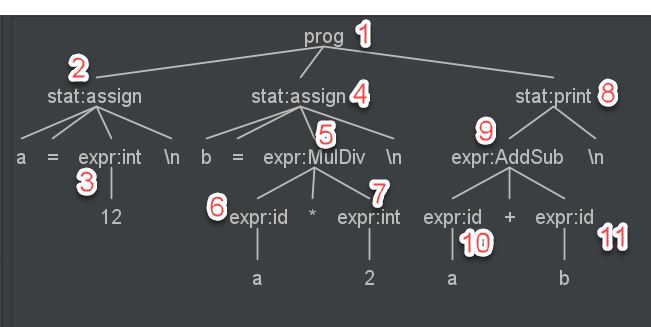 prog 1
2
stat:assign stat:assign 4 stat:print 8
5 9
a = expr:int \n b = expr:MulDiv \n expr:AddSub \n
3 7
12 6 expr:id * expr:int expr:id + expr:id
10 11
a 2 a b